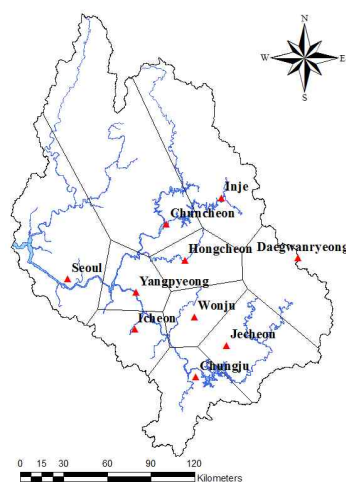 N
W E
S
Inje
Chuncheon
Hongcheon Daegwanryeong
Seoul
Yangpyeong
Icheon Wonju
Jecheon
Chungju
0 15 30 60 90 120
Kilometers